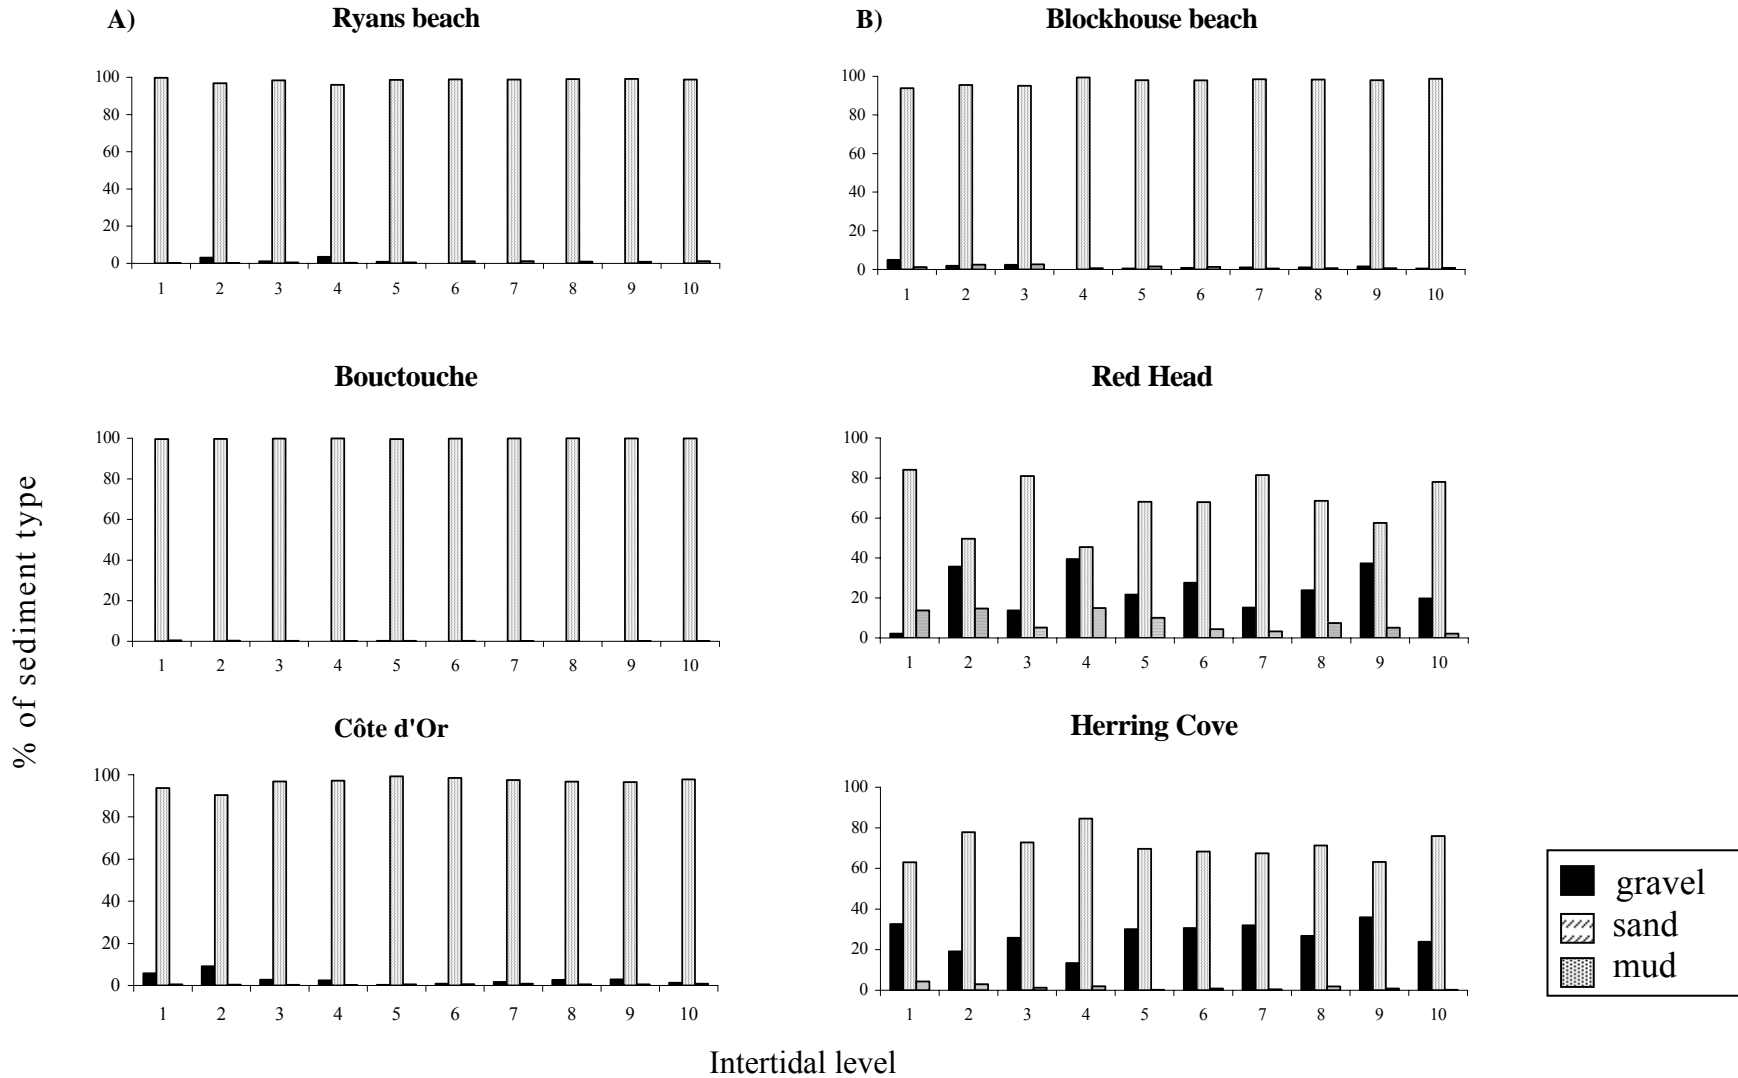 A) Ryans beach
100
80
60
40
20
0
1 2 3 4 5 6 7 8 9 10
B) Blockhouse beach
100
80
60
40
20
0
1 2 3 4 5 6 7 8 9 10
Bouctouche
100
80
60
40
20
0
1 2 3 4 5 6 7 8 9 10
Red Head
100
80
60
40
20
0
1 2 3 4 5 6 7 8 9 10
% of sediment type
Côte d'Or
100
80
60
40
20
0
1 2 3 4 5 6 7 8 9 10
Herring Cove
100
80
60
40
20
0
1 2 3 4 5 6 7 8 9 10
gravel
sand
mud
Intertidal level